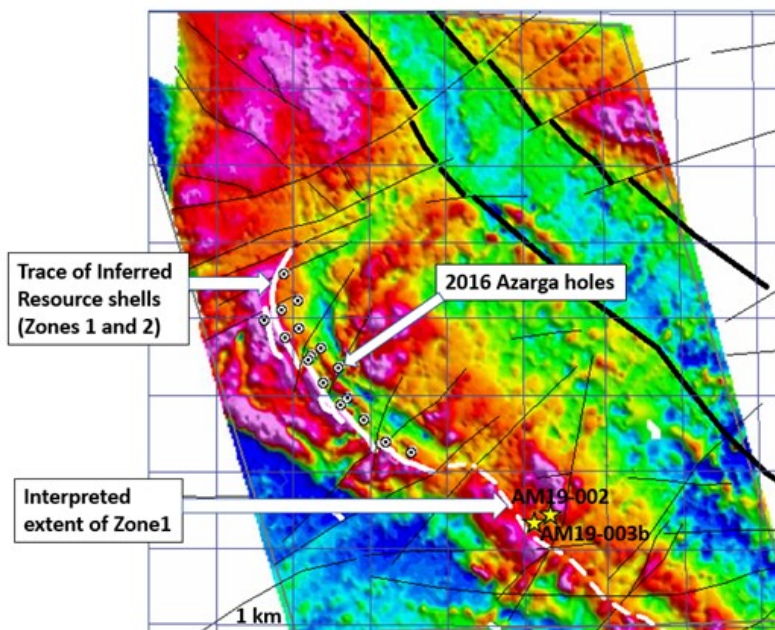 Trace of Inferred
Resource shells
(Zones 1 and 2)
2016 Azarga holes
Interpreted
extent of Zone1
AM19-002
AM19-003b
1 km